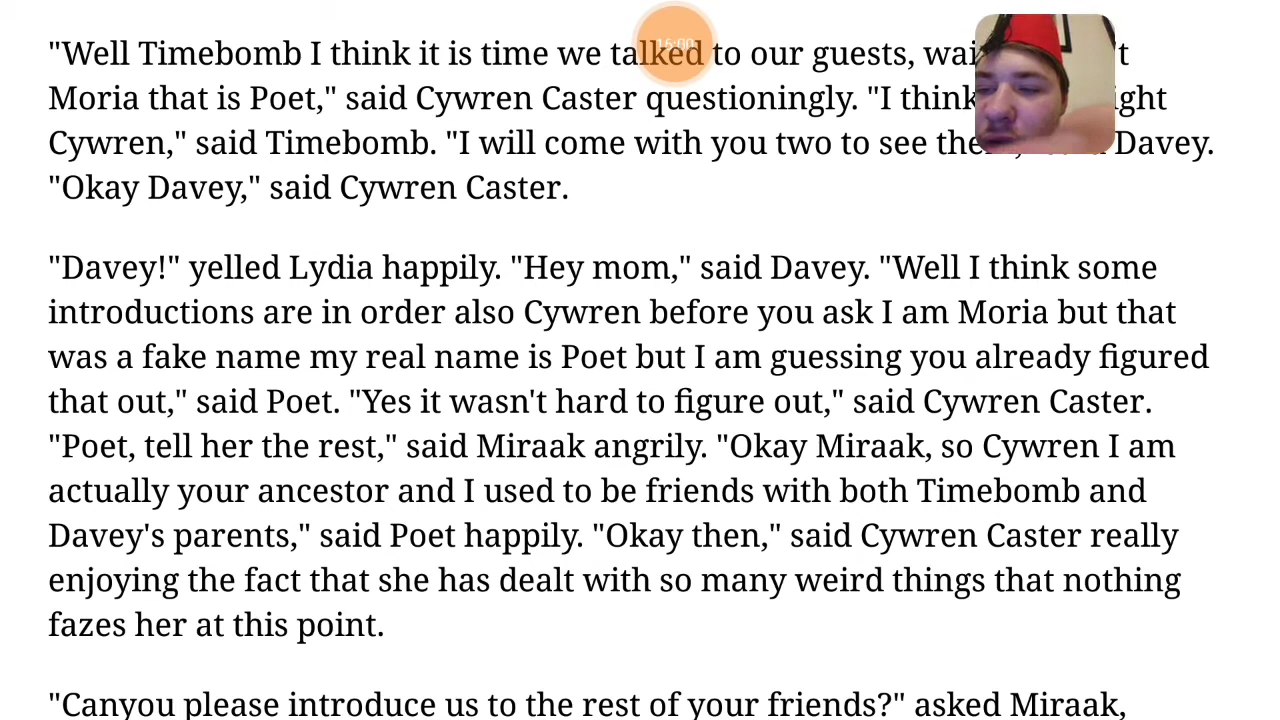 "Well Timebomb I think it is time we talked to our guests, wai t
Moria that is Poet," said Cywren Caster questioningly. "I think ight
Cywren," said Timebomb. "I will come with you two to see Davey.
"Okay Davey," said Cywren Caster.
"Davey!" yelled Lydia happily. "Hey mom," said Davey. "Well I think some
introductions are in order also Cywren before you ask I am Moria but that
was a fake name my real name is Poet but I am guessing you already figured
that out," said Poet. "Yes it wasn't hard to figure out," said Cywren Caster.
"Poet, tell her the rest," said Miraak angrily. "Okay Miraak, so Cywren I am
actually your ancestor and I used to be friends with both Timebomb and
Davey's parents," said Poet happily. "Okay then," said Cywren Caster really
enjoying the fact that she has dealt with so many weird things that nothing
fazes her at this point.
"Canyou please introduce us to the rest of your friends?" asked Miraak,